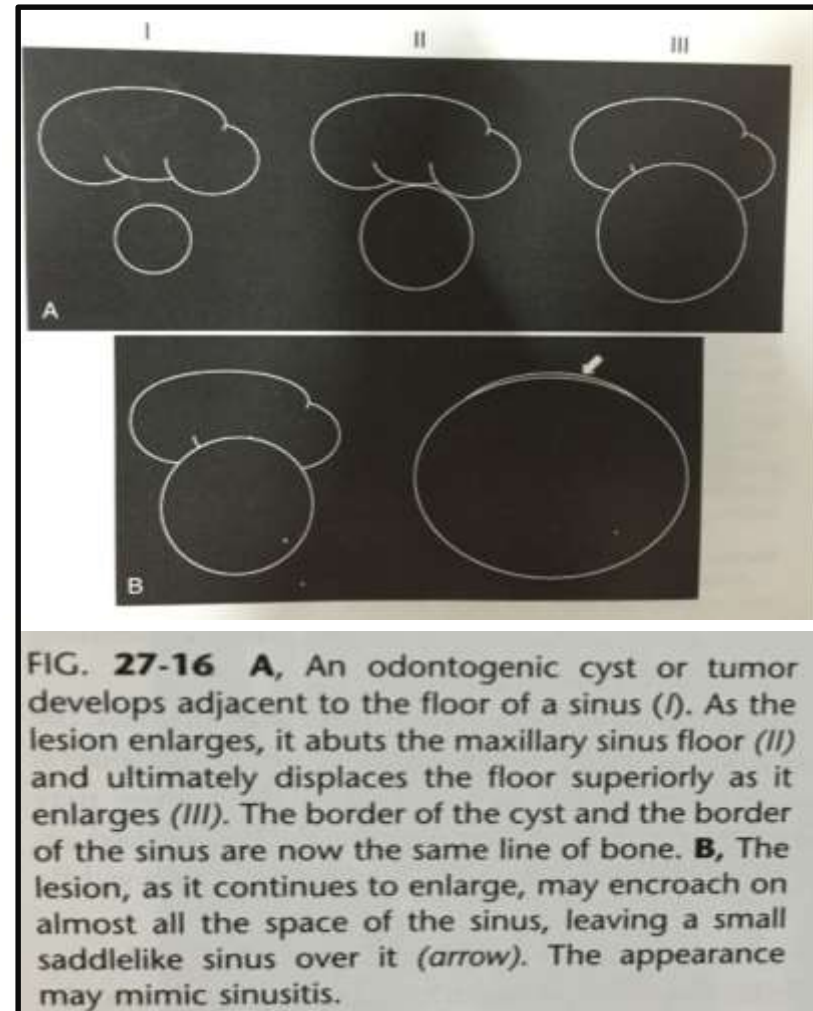 I II III
A
B
FIG. 27-16 A, An odontogenic cyst or tumor
develops adjacent to the floor of a sinus (I). As the
lesion enlarges, it abuts the maxillary sinus floor (II)
and ultimately displaces the floor superiorly as it
enlarges (III). The border of the cyst and the border
of the sinus are now the same line of bone. B, The
lesion, as it continues to enlarge, may encroach on
almost all the space of the sinus, leaving a small
saddlelike sinus over it (arrow). The appearance
may mimic sinusitis.